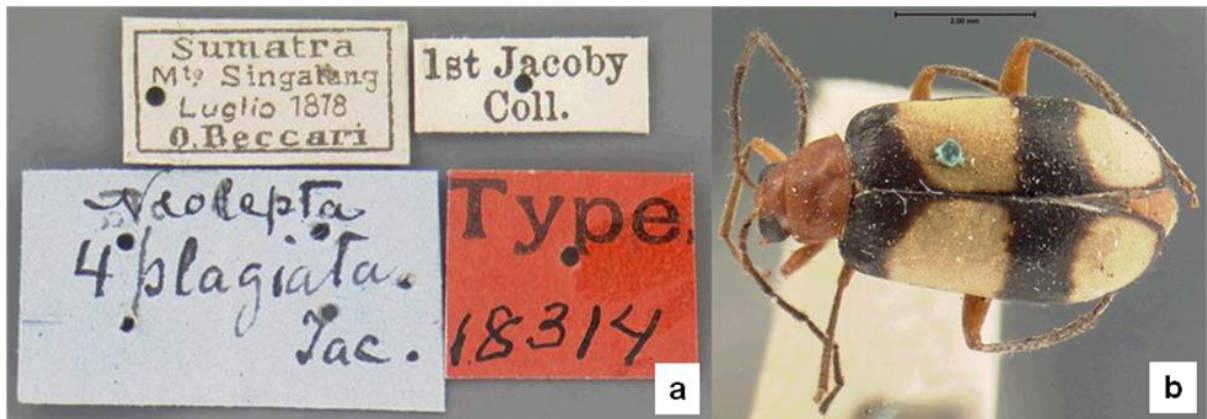 Sumatra
Mte Singalang
Luglio 1878
O. Beccari
1st Jacoby
Coll.
Neolepta
4/plagiata.
Jac.
Type.
18314
a
2.00 mm
b